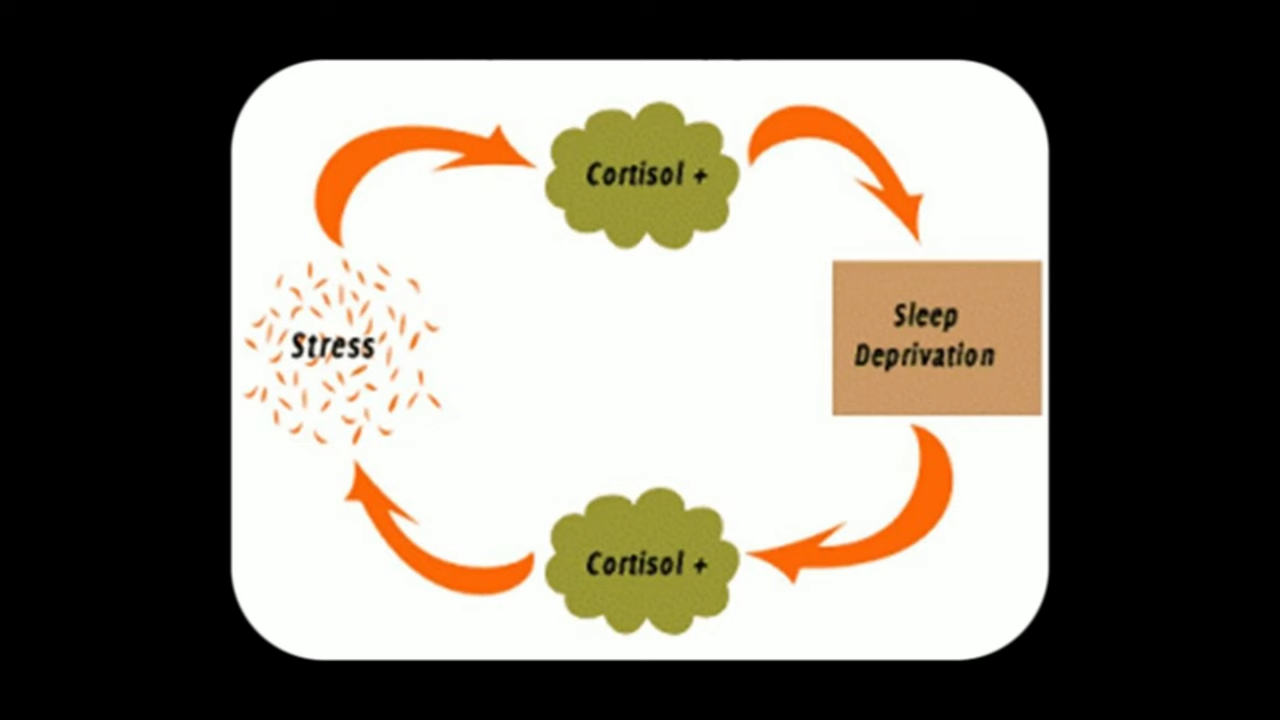 Cortisol +
Stress
Sleep
Deprivation
Cortisol +